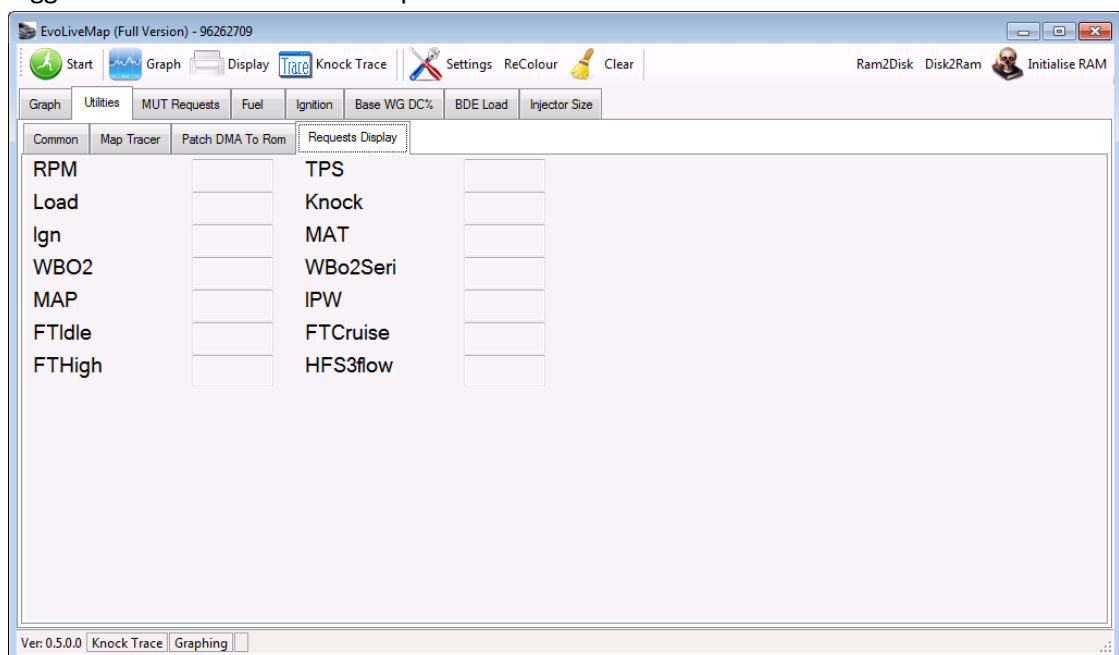 EvoLiveMap (Full Version) - 96262709
Start Graph Display Trace Knock Trace Settings ReColour Clear Ram2Disk Disk2Ram Initialise RAM
Graph Utilities MUT Requests Fuel Ignition Base WG DC% BDE Load Injector Size
Common Map Tracer Patch DMA To Rom Requests Display
RPM TPS
Load Knock
Ign MAT
WBO2 WBo2Seri
MAP IPW
FTIdle FTCruise
FTHigh HFS3flow
Ver: 0.5.0.0 Knock Trace Graphing